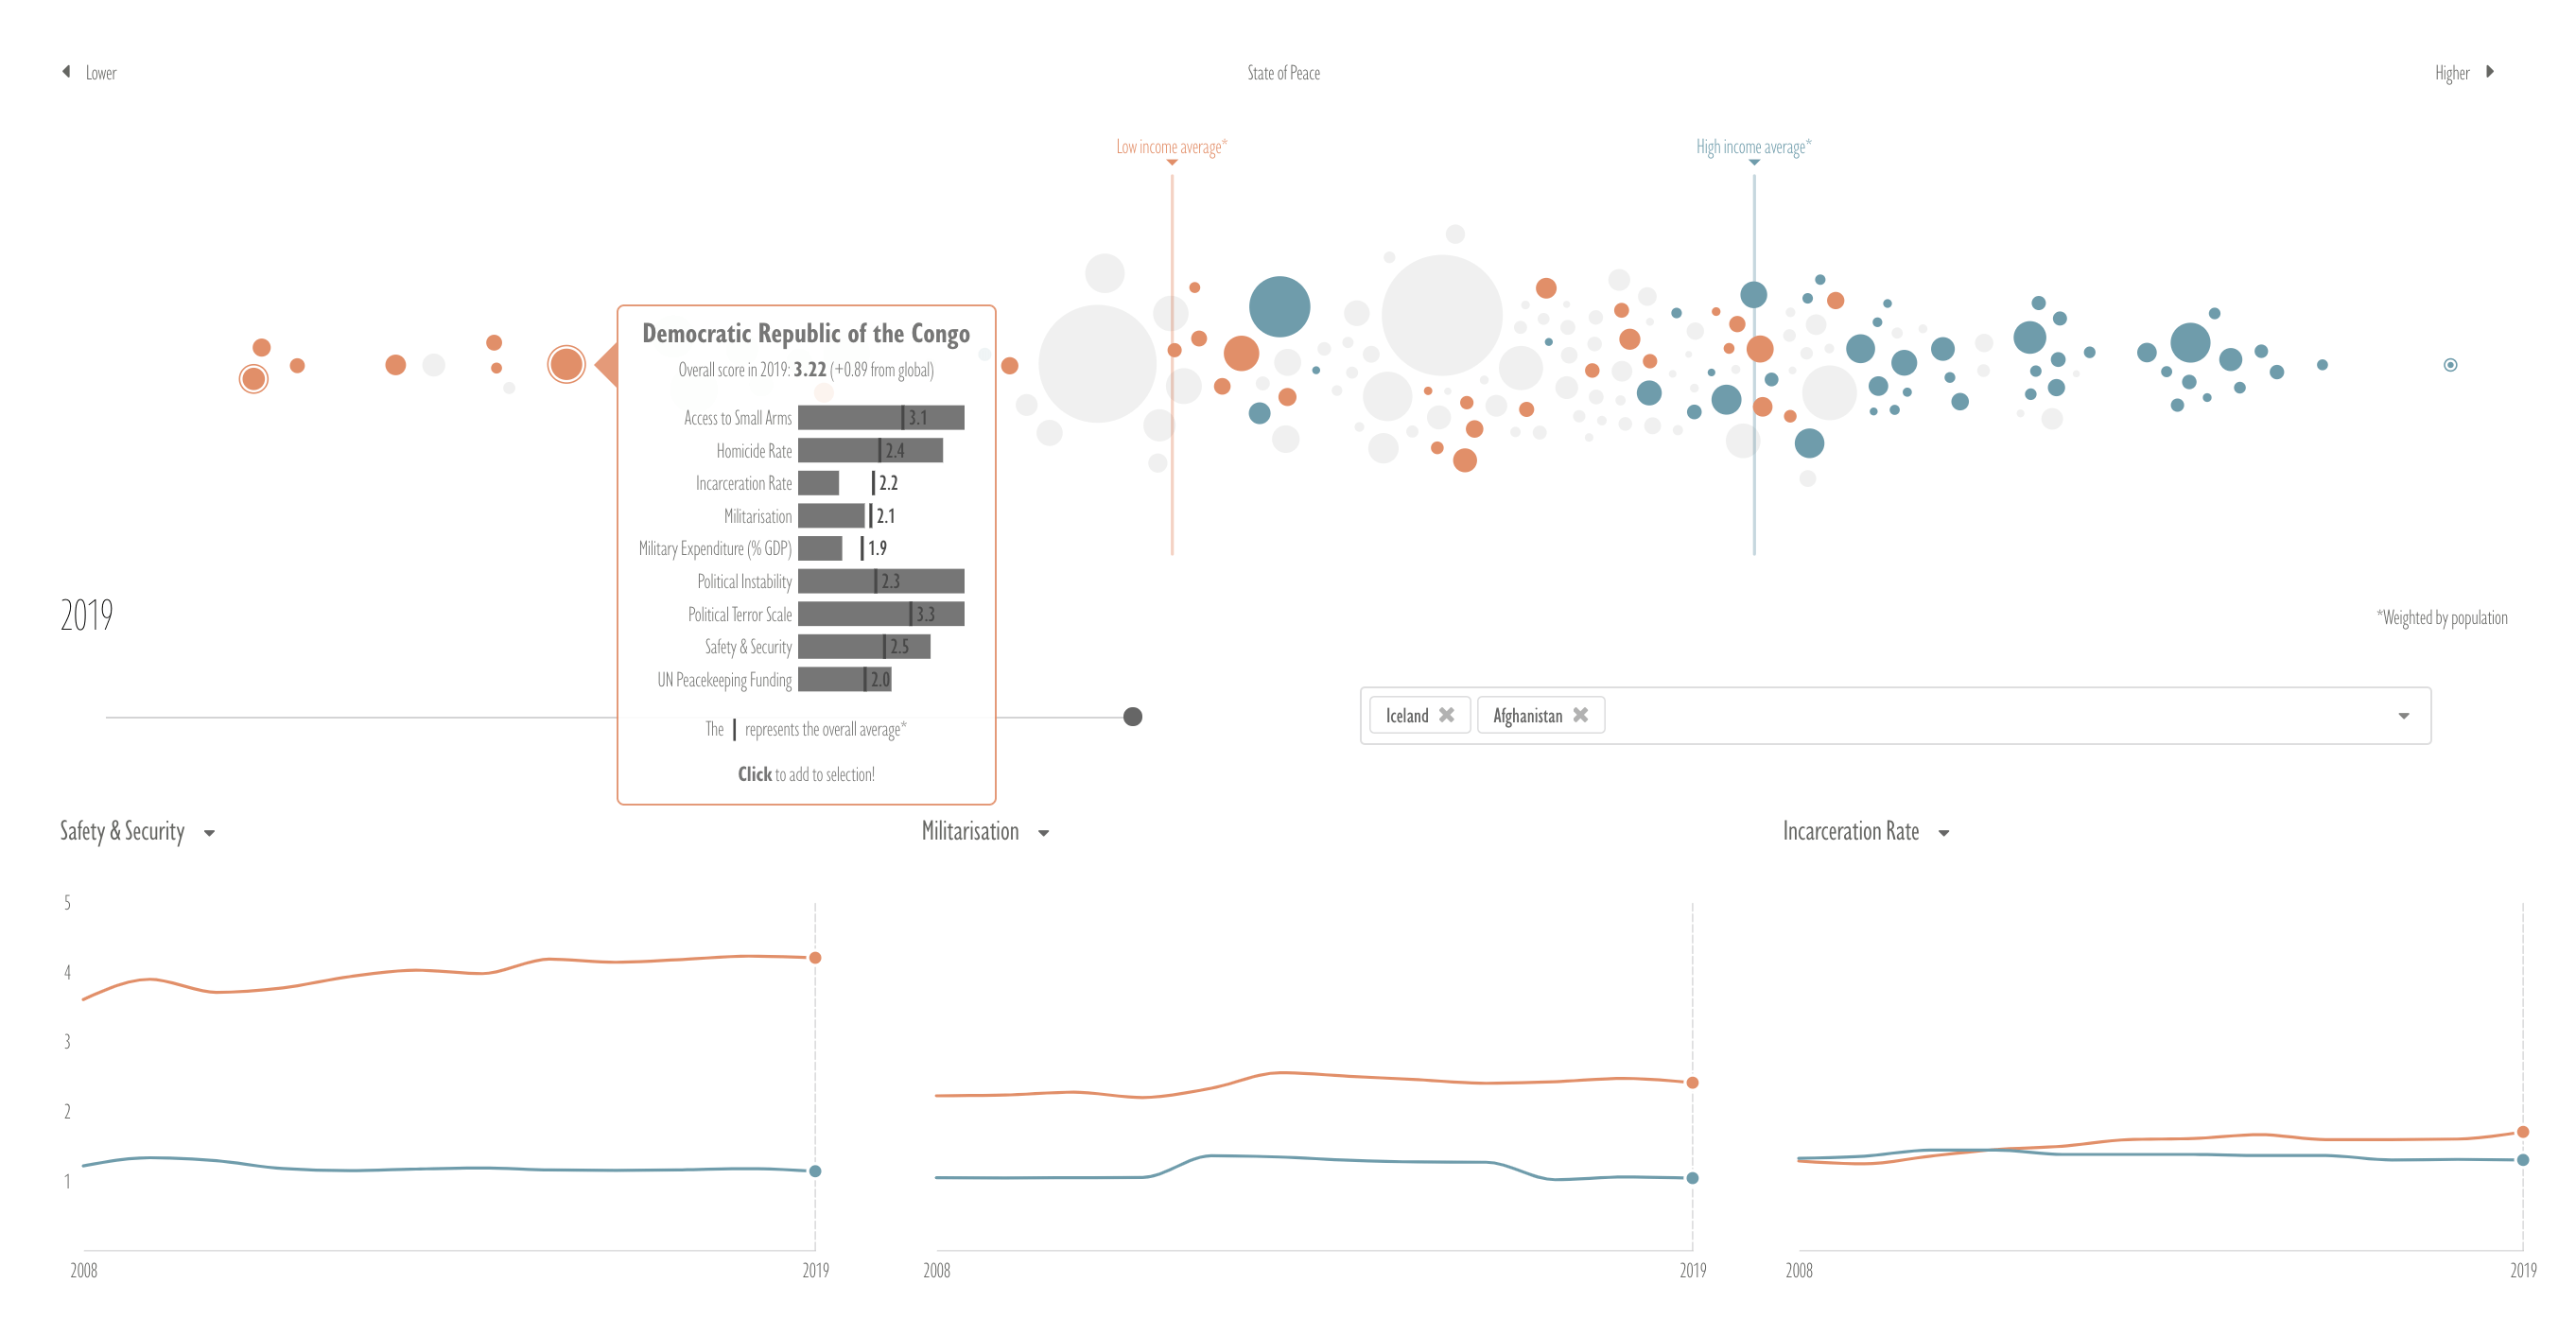 Lower
State of Peace
Higher
Low income average*
High income average*
Democratic Republic of the Congo
Overall score in 2019: 3.22 (+0.89 from global)
Access to Small Arms 3.1
Homicide Rate 2.4
Incarceration Rate 2.2
Militarisation 2.1
Military Expenditure (% GDP) 1.9
Political Instability 2.3
Political Terror Scale 3.3
Safety & Security 2.5
UN Peacekeeping Funding 2.0
The | represents the overall average*
Click to add to selection!
2019
*Weighted by population
Iceland
Afghanistan
Safety & Security
5
4
3
2
1
2008
2019
Militarisation
2008
2019
Incarceration Rate
2008
2019